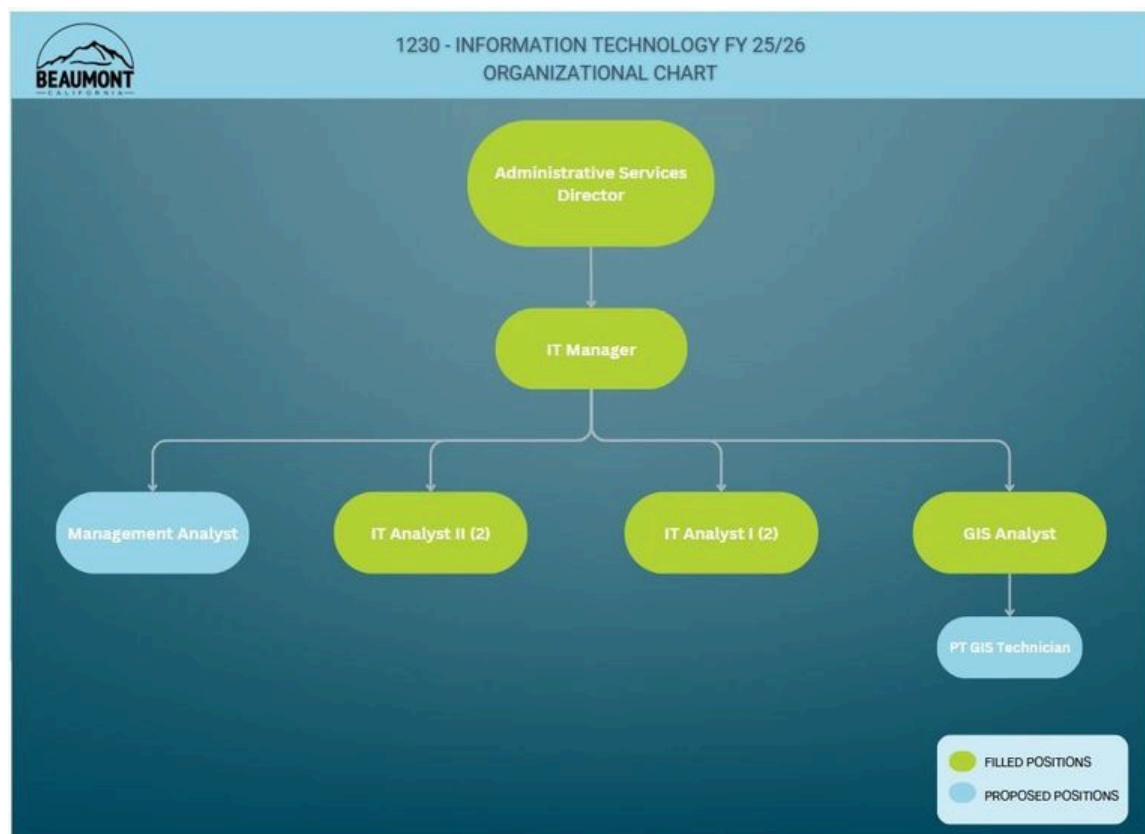 BEAUMONT
CALIFORNIA
1230 - INFORMATION TECHNOLOGY FY 25/26
ORGANIZATIONAL CHART
Administrative Services
Director
IT Manager
Management Analyst
IT Analyst II (2)
IT Analyst I (2)
GIS Analyst
PT GIS Technician
FILLED POSITIONS
PROPOSED POSITIONS